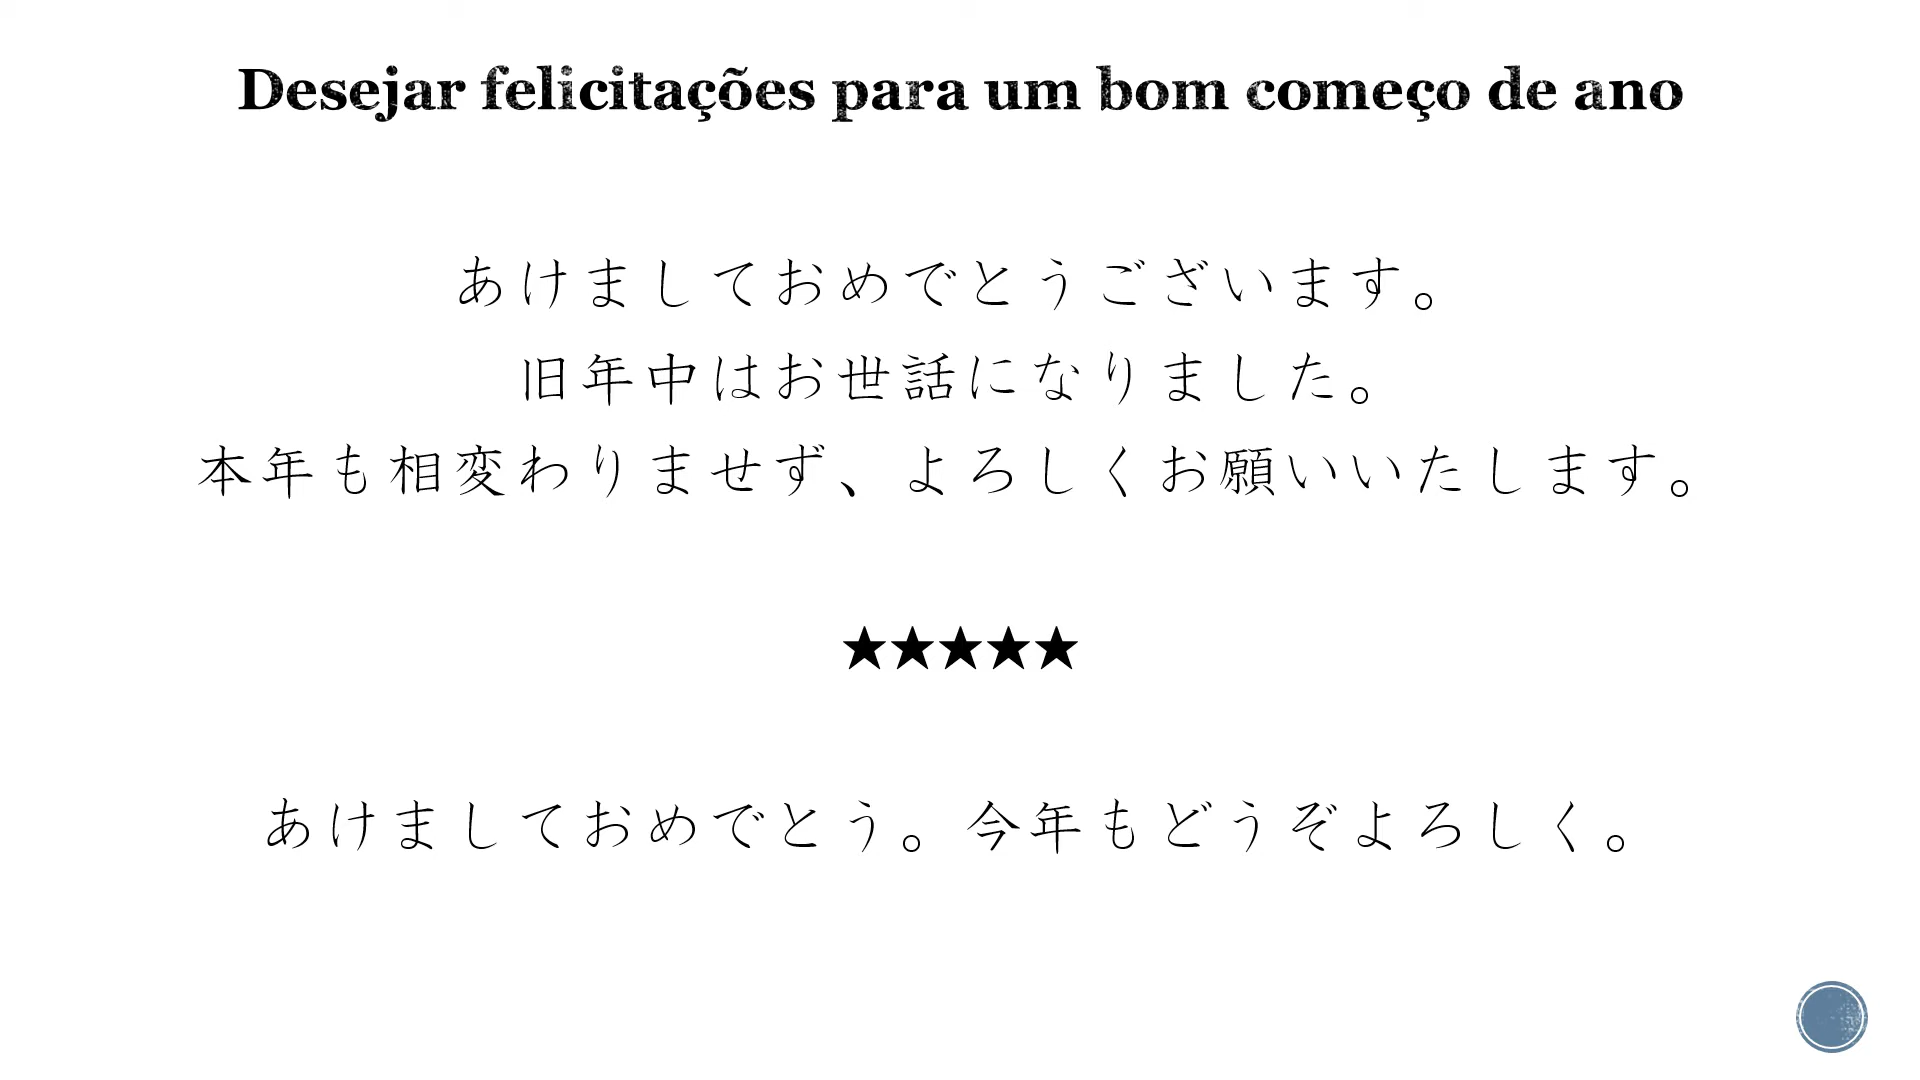 Desejar felicitações para um bom começo de ano
あけましておめでとうございます。
旧年中はお世話になりました。
本年も相変わりませず、よろしくお願いいたします。
★★★★★
あけましておめでとう。今年もどうぞよろしく。